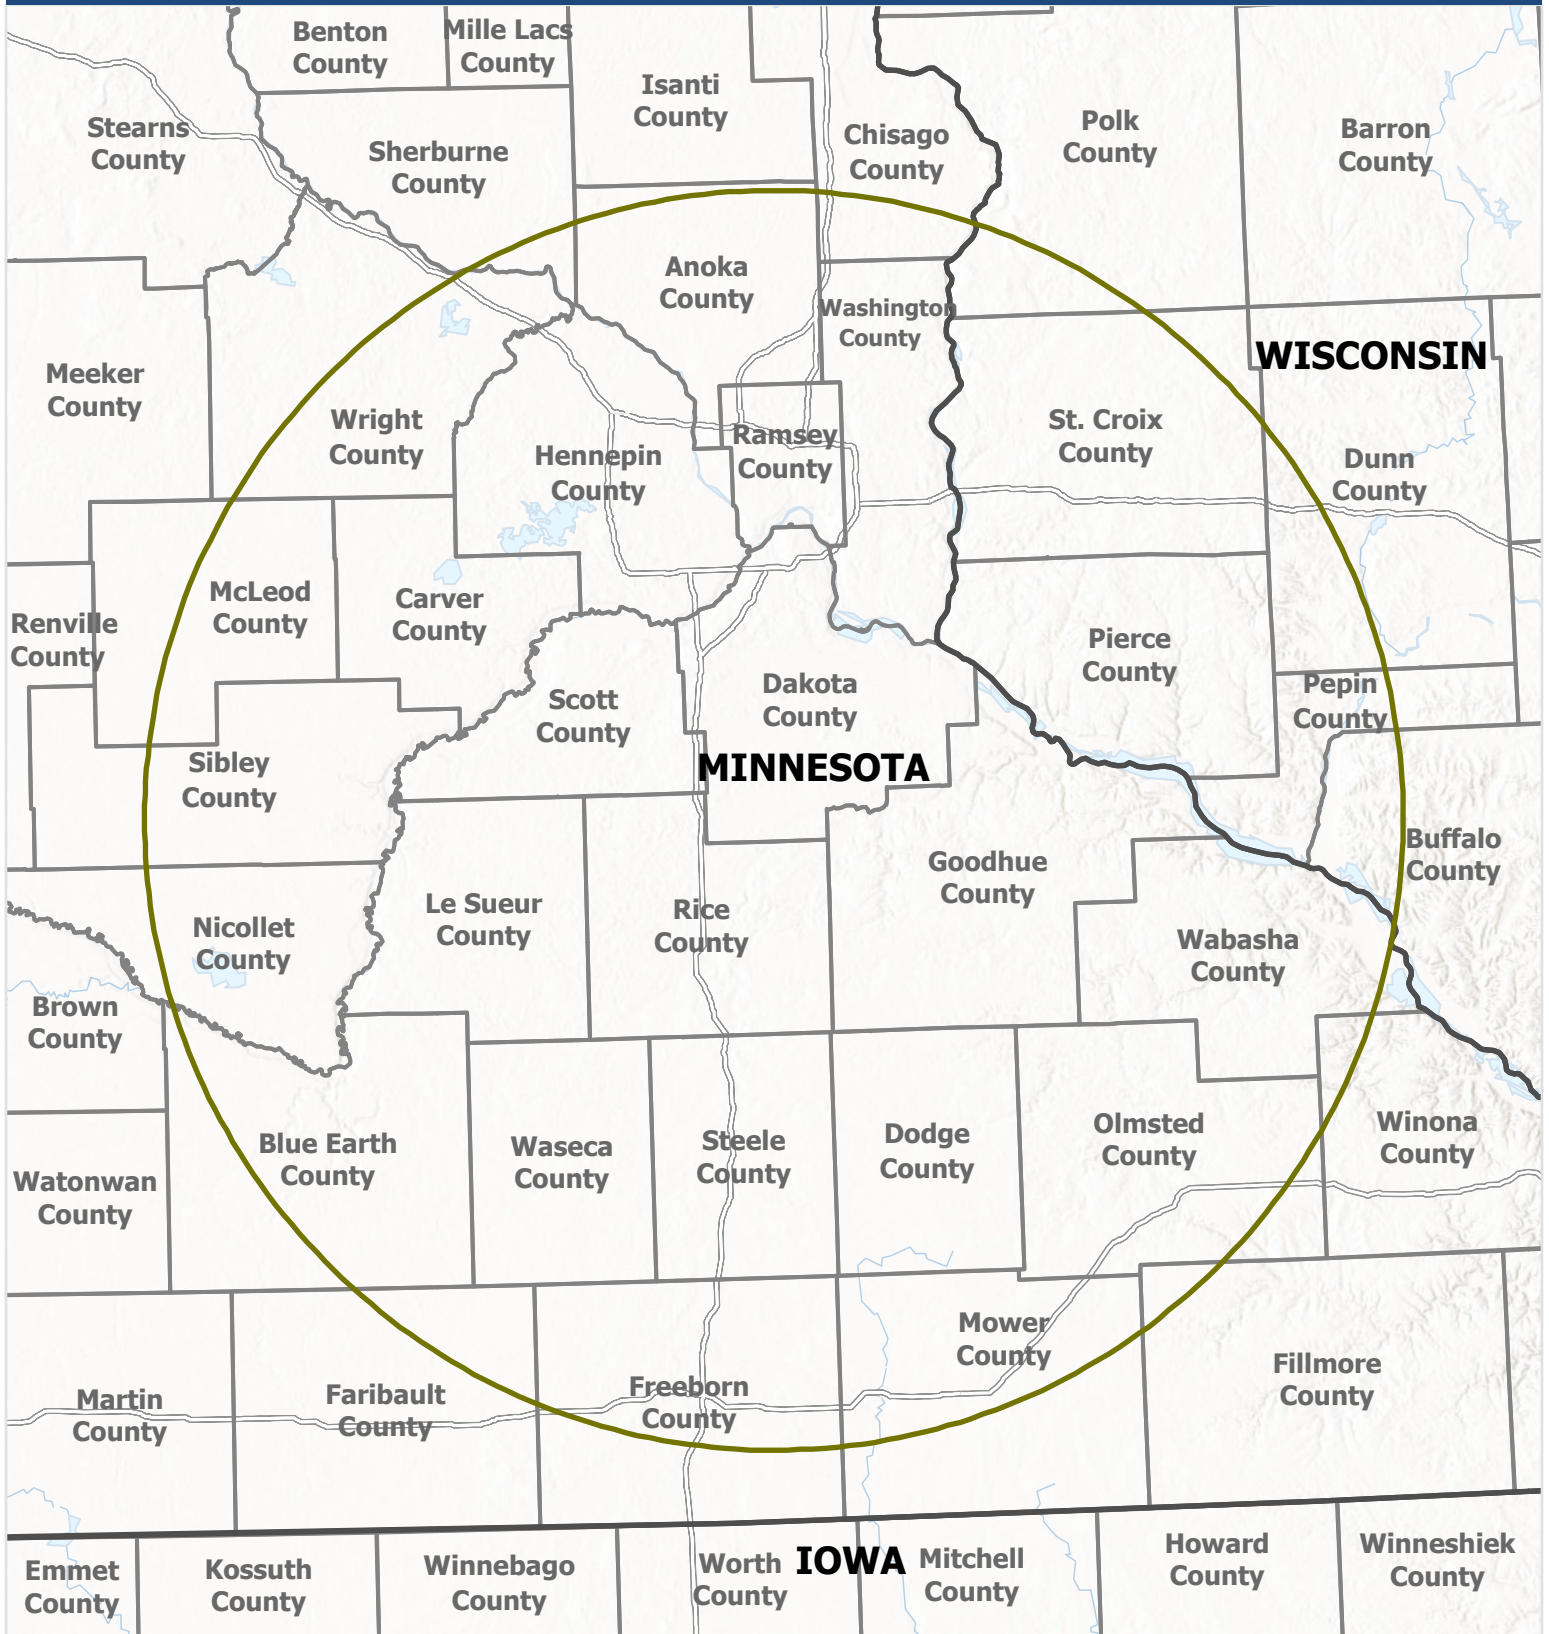 Benton
County
Mille Lacs
County
Isanti
County
Stearns
County
Sherburne
County
Chisago
County
Polk
County
Barron
County
Anoka
County
Washington
County
WISCONSIN
Meeker
County
Wright
County
Hennepin
County
Ramsey
County
St. Croix
County
Dunn
County
Renville
County
McLeod
County
Carver
County
Pierce
County
Scott
County
Dakota
County
Pepin
County
MINNESOTA
Sibley
County
Goodhue
County
Buffalo
County
Nicollet
County
Le Sueur
County
Rice
County
Wabasha
County
Brown
County
Blue Earth
County
Waseca
County
Steele
County
Dodge
County
Olmsted
County
Winona
County
Watonwan
County
Mower
County
Fillmore
County
Martin
County
Faribault
County
Freeborn
County
Emmet
County
Kossuth
County
Winnebago
County
Worth
County
IOWA
Mitchell
County
Howard
County
Winneshiek
County